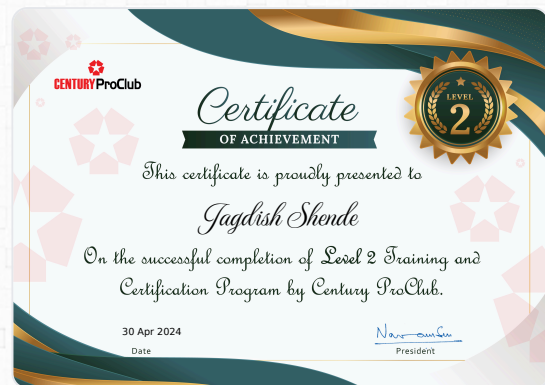 CENTURY ProClub
Certificate
OF ACHIEVEMENT
LEVEL
2
This certificate is proudly presented to
Jagdish Shende
On the successful completion of Level 2 Training and
Certification Program by Century ProClub.
30 Apr 2024
Date
President